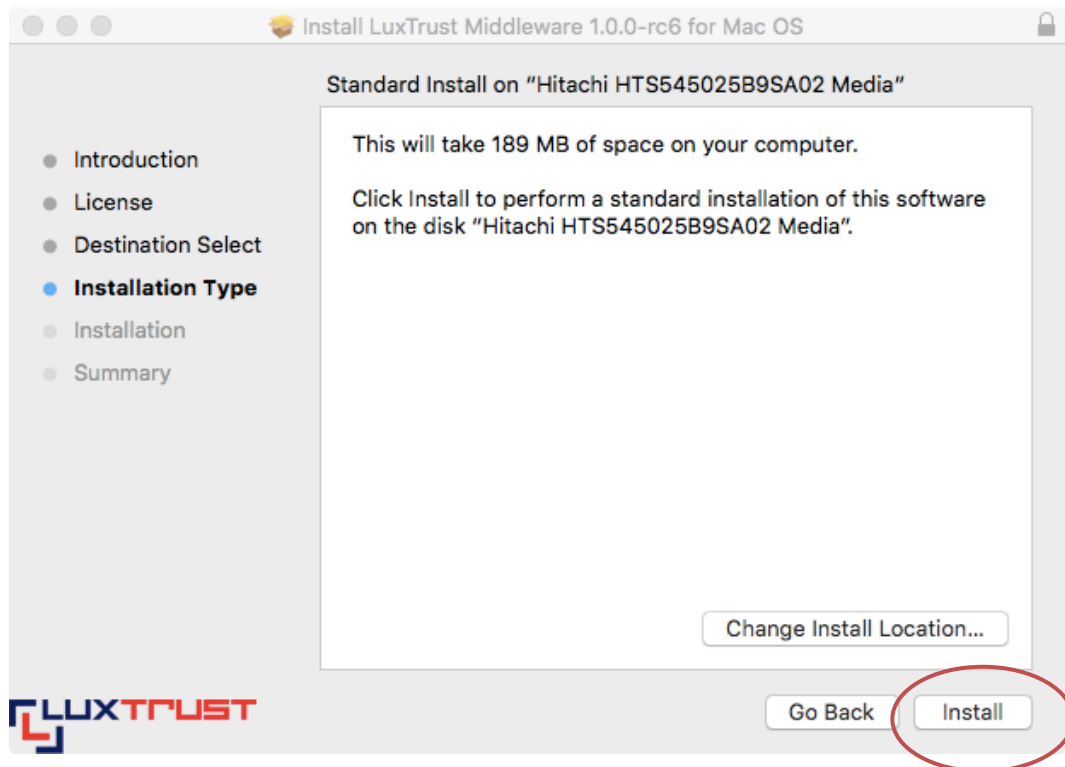 Install LuxTrust Middleware 1.0.0-rc6 for Mac OS
Standard Install on “Hitachi HTS545025B9SA02 Media”
Introduction
License
Destination Select
Installation Type
Installation
Summary
This will take 189 MB of space on your computer.
Click Install to perform a standard installation of this software
on the disk “Hitachi HTS545025B9SA02 Media”.
Change Install Location...
LUXTRUST
Go Back
Install